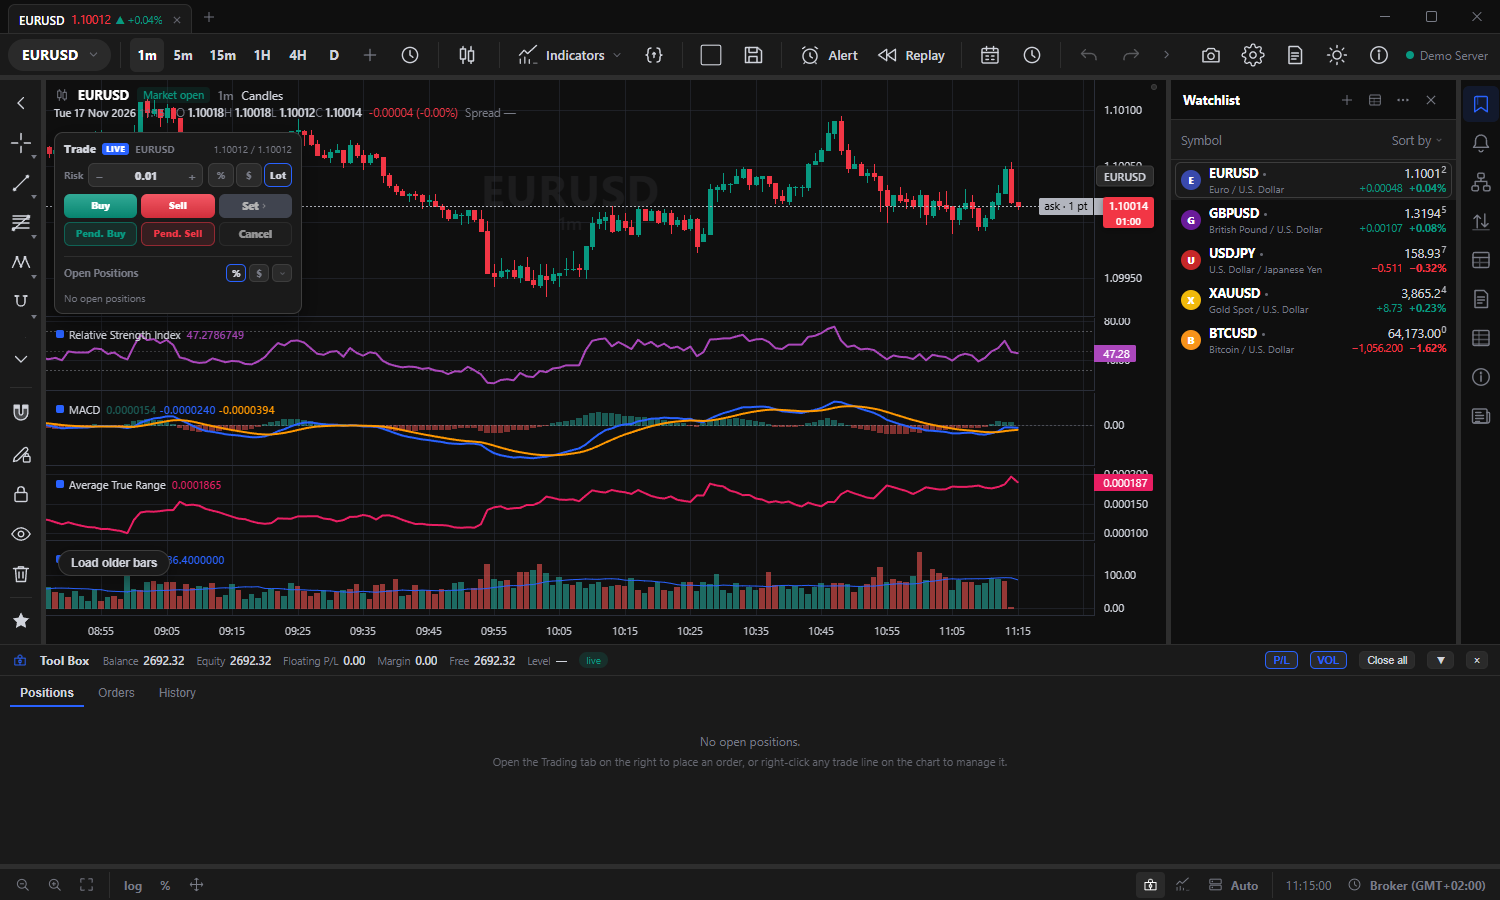 EURUSD 1.10012 ▲ +0.04% × +
EURUSD 1m 5m 15m 1H 4H D + Indicators Alert Replay Demo Server
EURUSD Market open 1m Candles
Tue 17 Nov 2026 O 1.10018 H 1.10018 L 1.10012 C 1.10014 -0.00004 (-0.00%) Spread —
Trade LIVE EURUSD 1.10012 / 1.10012
Risk − 0.01 + % $ Lot
Buy Sell Set ›
Pend. Buy Pend. Sell Cancel
Open Positions % $
No open positions
EURUSD
1m
1.10100
1.10050
EURUSD
ask · 1 pt 1.10014
01:00
1.09950
Relative Strength Index 47.2786749
80.00
47.28
MACD 0.0000154 -0.0000240 -0.0000394
0.00
Average True Range 0.0001865
0.000200
0.000187
0.000150
0.000100
Load older bars 36.4000000
100.00
0.00
08:55 09:05 09:15 09:25 09:35 09:45 09:55 10:05 10:15 10:25 10:35 10:45 10:55 11:05 11:15
Watchlist
Symbol Sort by
E EURUSD 1.10012
Euro / U.S. Dollar +0.00048 +0.04%
G GBPUSD 1.31945
British Pound / U.S. Dollar +0.00107 +0.08%
U USDJPY 158.937
U.S. Dollar / Japanese Yen −0.511 −0.32%
X XAUUSD 3,865.24
Gold Spot / U.S. Dollar +8.73 +0.23%
B BTCUSD 64,173.000
Bitcoin / U.S. Dollar −1,056.200 −1.62%
Tool Box Balance 2692.32 Equity 2692.32 Floating P/L 0.00 Margin 0.00 Free 2692.32 Level — live P/L VOL Close all ▼ ×
Positions Orders History
No open positions.
Open the Trading tab on the right to place an order, or right-click any trade line on the chart to manage it.
log % Auto 11:15:00 Broker (GMT+02:00)